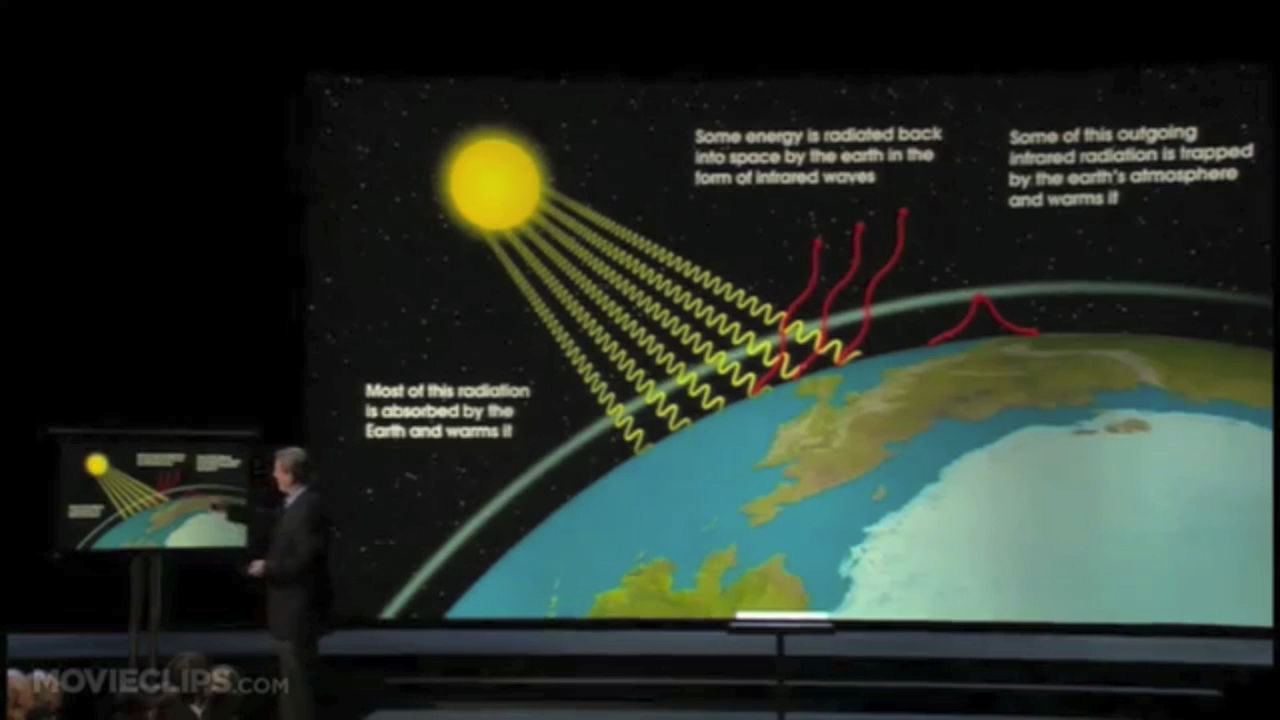 Some energy is radiated back
into space by the earth in the
form of infrared waves
Some of this outgoing
infrared radiation is trapped
by the earth's atmosphere
and warms it
Most of this radiation
is absorbed by the
Earth and warms it
MOVIECLIPS.COM